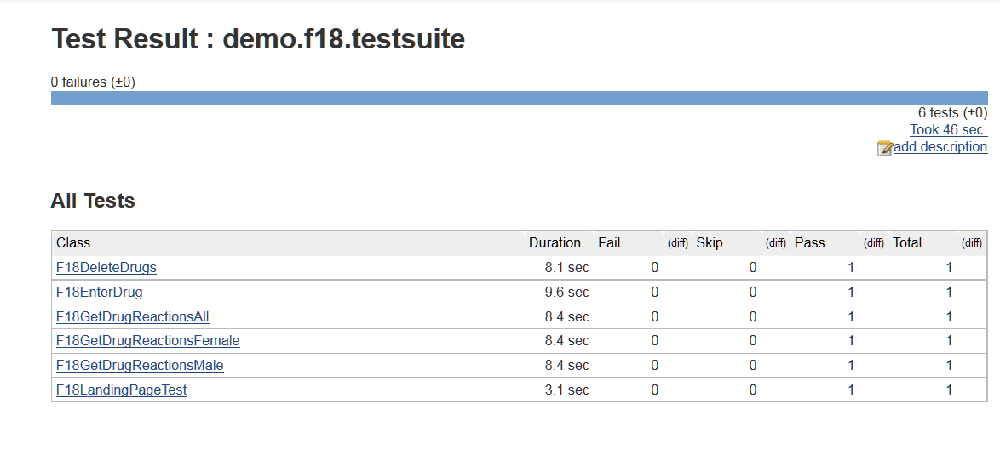 Test Result : demo.f18.testsuite
0 failures (±0)
6 tests (±0)
Took 46 sec.
add description
All Tests
Class Duration Fail (diff) Skip (diff) Pass (diff) Total (diff)
F18DeleteDrugs 8.1 sec 0 0 1 1
F18EnterDrug 9.6 sec 0 0 1 1
F18GetDrugReactionsAll 8.4 sec 0 0 1 1
F18GetDrugReactionsFemale 8.4 sec 0 0 1 1
F18GetDrugReactionsMale 8.4 sec 0 0 1 1
F18LandingPageTest 3.1 sec 0 0 1 1